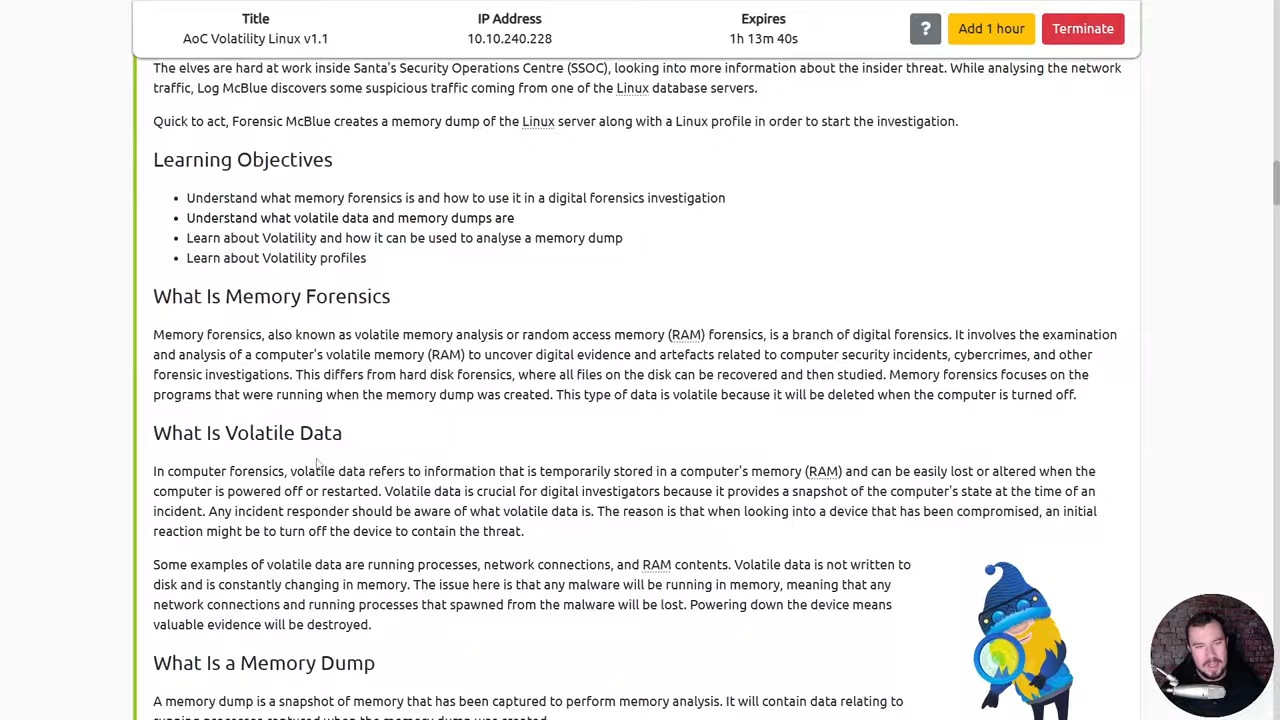 Title
AoC Volatility Linux v1.1
IP Address
10.10.240.228
Expires
1h 13m 40s
?
Add 1 hour
Terminate
The elves are hard at work inside Santa's Security Operations Centre (SSOC), looking into more information about the insider threat. While analysing the network
traffic, Log McBlue discovers some suspicious traffic coming from one of the Linux database servers.
Quick to act, Forensic McBlue creates a memory dump of the Linux server along with a Linux profile in order to start the investigation.
Learning Objectives
• Understand what memory forensics is and how to use it in a digital forensics investigation
• Understand what volatile data and memory dumps are
• Learn about Volatility and how it can be used to analyse a memory dump
• Learn about Volatility profiles
What Is Memory Forensics
Memory forensics, also known as volatile memory analysis or random access memory (RAM) forensics, is a branch of digital forensics. It involves the examination
and analysis of a computer's volatile memory (RAM) to uncover digital evidence and artefacts related to computer security incidents, cybercrimes, and other
forensic investigations. This differs from hard disk forensics, where all files on the disk can be recovered and then studied. Memory forensics focuses on the
programs that were running when the memory dump was created. This type of data is volatile because it will be deleted when the computer is turned off.
What Is Volatile Data
In computer forensics, volatile data refers to information that is temporarily stored in a computer's memory (RAM) and can be easily lost or altered when the
computer is powered off or restarted. Volatile data is crucial for digital investigators because it provides a snapshot of the computer's state at the time of an
incident. Any incident responder should be aware of what volatile data is. The reason is that when looking into a device that has been compromised, an initial
reaction might be to turn off the device to contain the threat.
Some examples of volatile data are running processes, network connections, and RAM contents. Volatile data is not written to
disk and is constantly changing in memory. The issue here is that any malware will be running in memory, meaning that any
network connections and running processes that spawned from the malware will be lost. Powering down the device means
valuable evidence will be destroyed.
What Is a Memory Dump
A memory dump is a snapshot of memory that has been captured to perform memory analysis. It will contain data relating to
running processes captured when the memory dump was created.